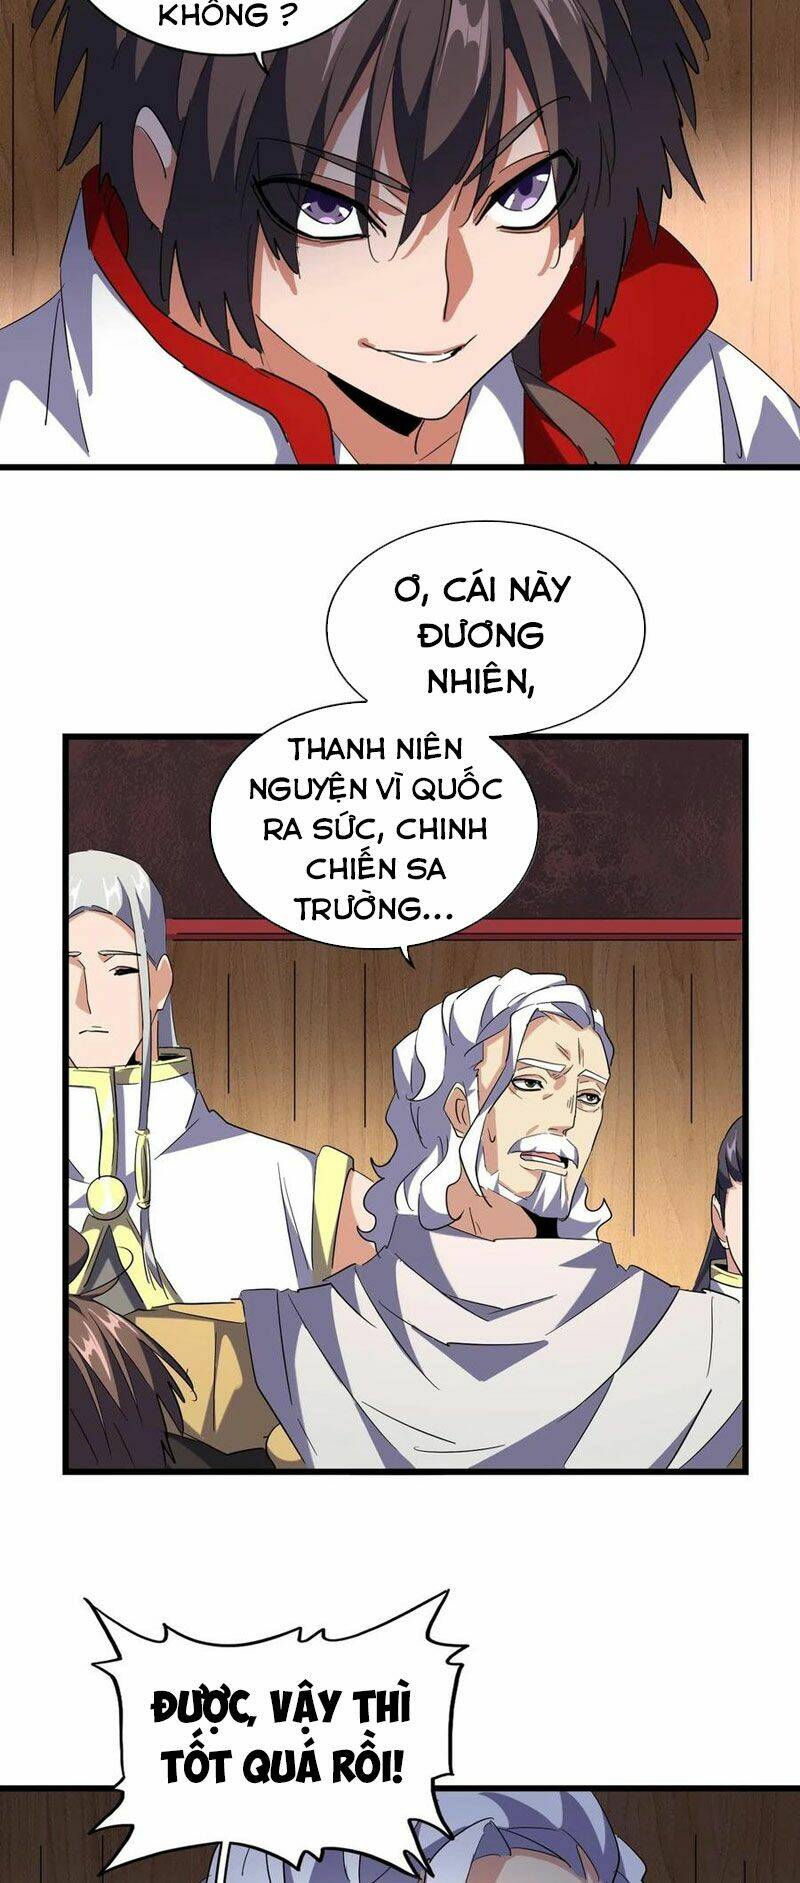 KHÔNG ?
Ơ, CÁI NÀY
ĐƯƠNG
NHIÊN,
THANH NIÊN
NGUYỆN VÌ QUỐC
RA SỨC, CHINH
CHIẾN SA
TRƯỜNG...
ĐƯỢC, VẬY THÌ
TỐT QUÁ RỒI!